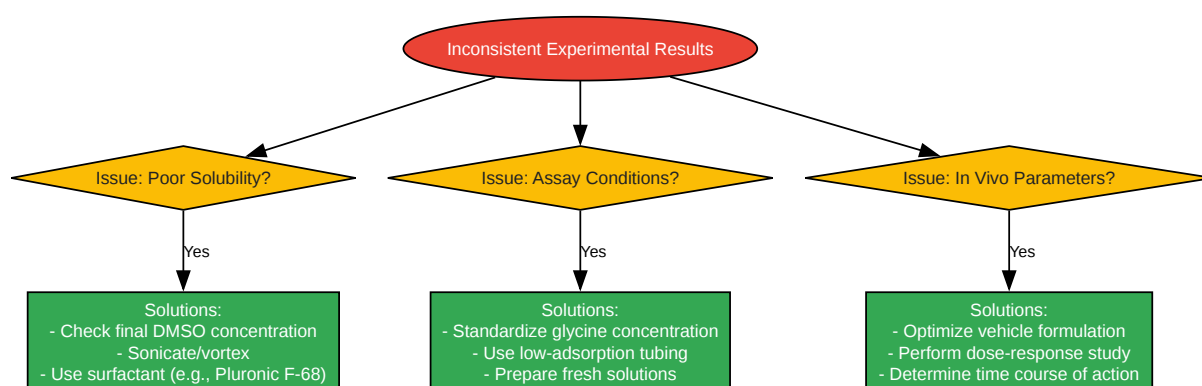 Inconsistent Experimental Results
Issue: Poor Solubility?
Issue: Assay Conditions?
Issue: In Vivo Parameters?
Yes
Yes
Yes
Solutions:
- Check final DMSO concentration
- Sonicate/vortex
- Use surfactant (e.g., Pluronic F-68)
Solutions:
- Standardize glycine concentration
- Use low-adsorption tubing
- Prepare fresh solutions
Solutions:
- Optimize vehicle formulation
- Perform dose-response study
- Determine time course of action